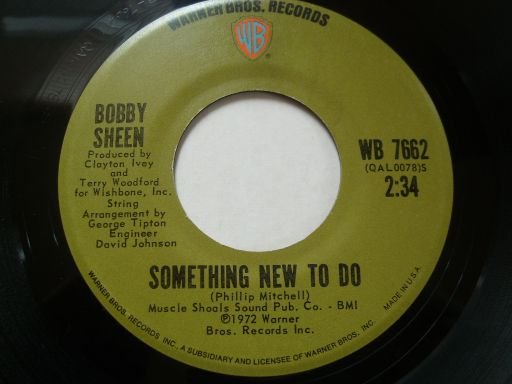 WARNER BROS. RECORDS
WB
BOBBY
SHEEN
Produced by
Clayton Ivey
and
Terry Woodford
for Wishbone, Inc.
String
Arrangement by
George Tipton
Engineer
David Johnson
WB 7662
(QAL0078)S
2:34
SOMETHING NEW TO DO
(Phillip Mitchell)
Muscle Shoals Sound Pub. Co. - BMI
℗1972 Warner
Bros. Records Inc.
WARNER BROS. RECORDS INC., A SUBSIDIARY AND LICENSEE OF WARNER BROS. INC.
MADE IN U.S.A.